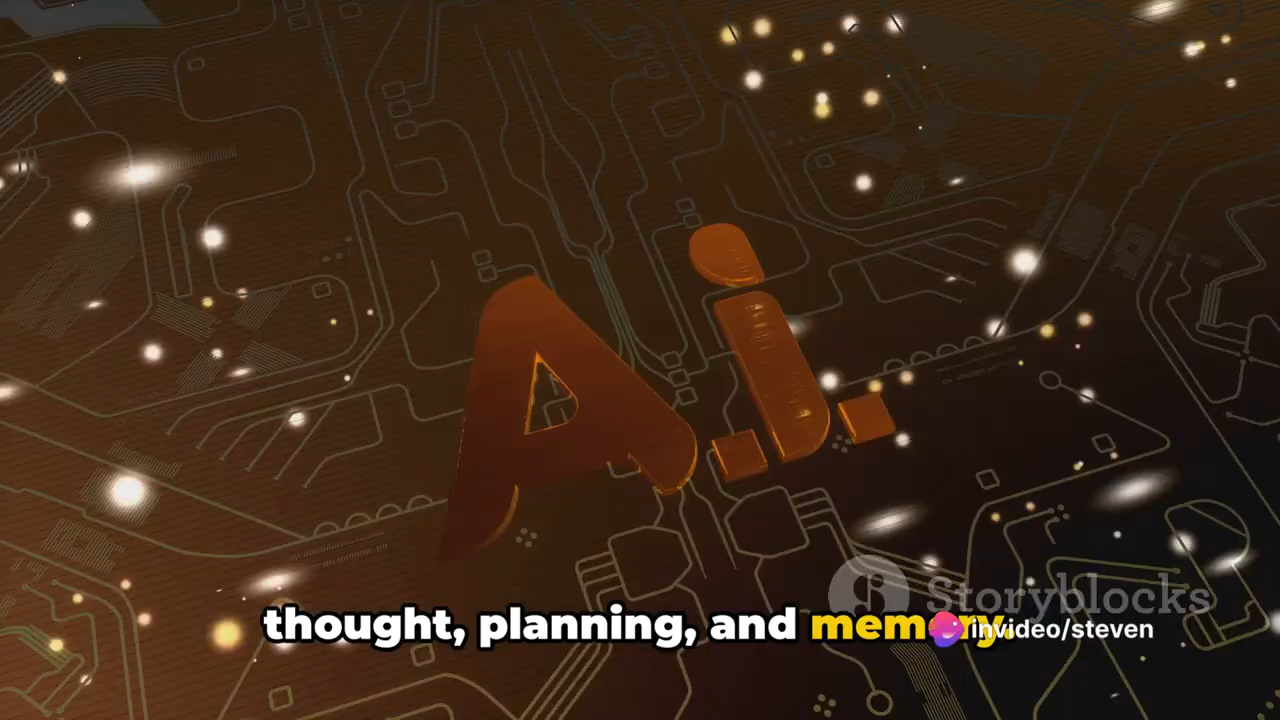 A.i.
Storyblocks
thought, planning, and memory.
invideo/steven